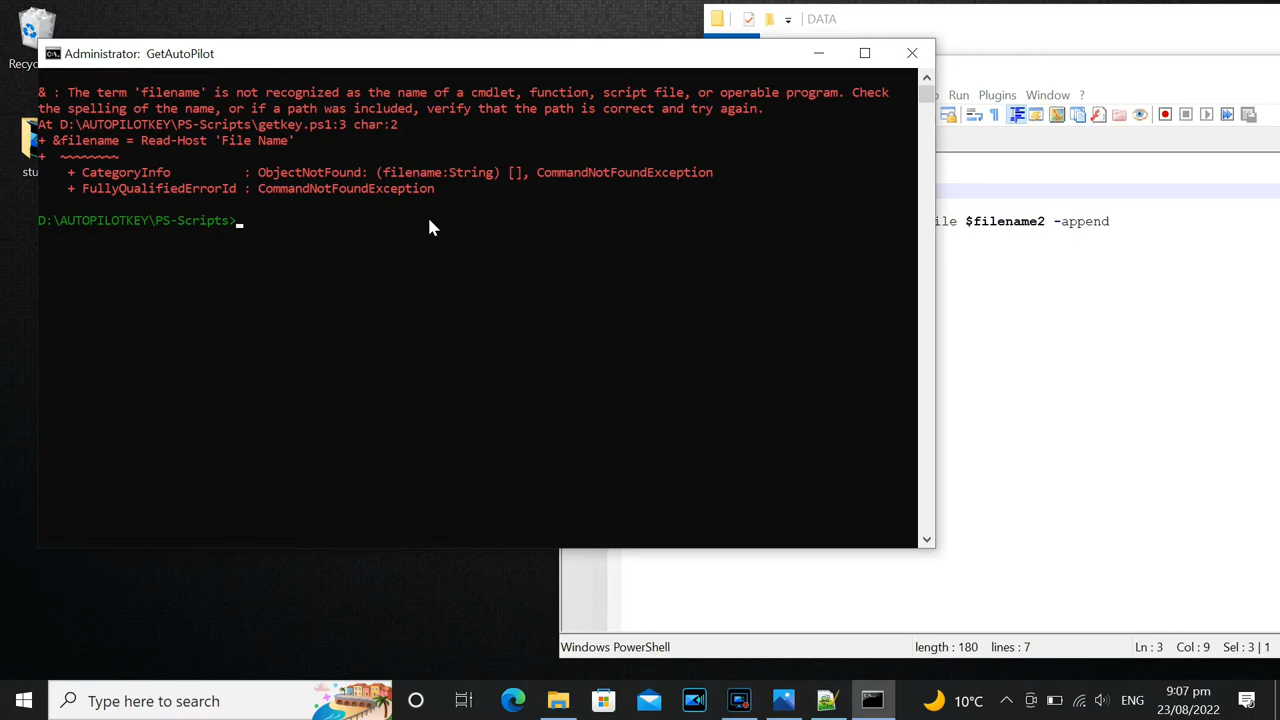 DATA
Recyc
Administrator: GetAutoPilot
Plugins
Run
Window
?
& : The term 'filename' is not recognized as the name of a cmdlet, function, script file, or operable program. Check
the spelling of the name, or if a path was included, verify that the path is correct and try again.
At D:\AUTOPILOTKEY\PS-Scripts\getkey.ps1:3 char:2
+ &filename = Read-Host 'File Name'
+ ~~~~~~~~
+ CategoryInfo : ObjectNotFound: (filename:String) [], CommandNotFoundException
+ FullyQualifiedErrorId : CommandNotFoundException
stu
D:\AUTOPILOTKEY\PS-Scripts>
ile $filename2 -append
Windows PowerShell
length : 180 lines : 7
Ln : 3 Col : 9 Sel : 3 | 1
Type here to search
10°C
ENG
9:07 pm
23/08/2022